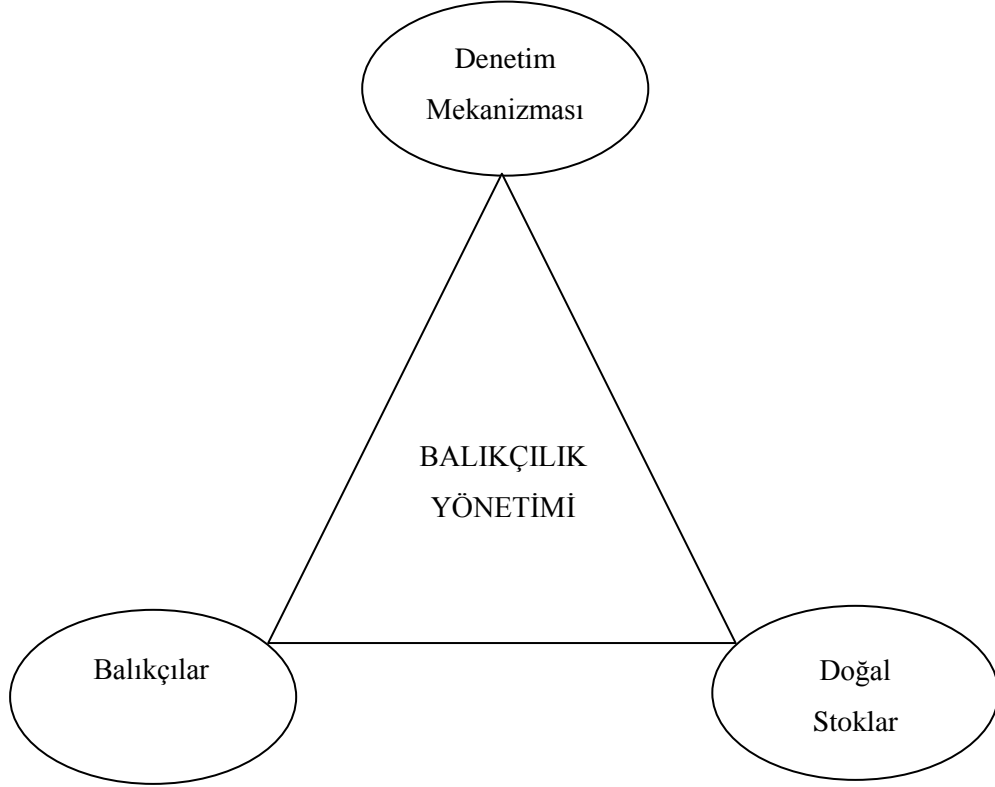 Denetim
Mekanizması
BALIKÇILIK
YÖNETİMİ
Balıkçılar
Doğal
Stoklar